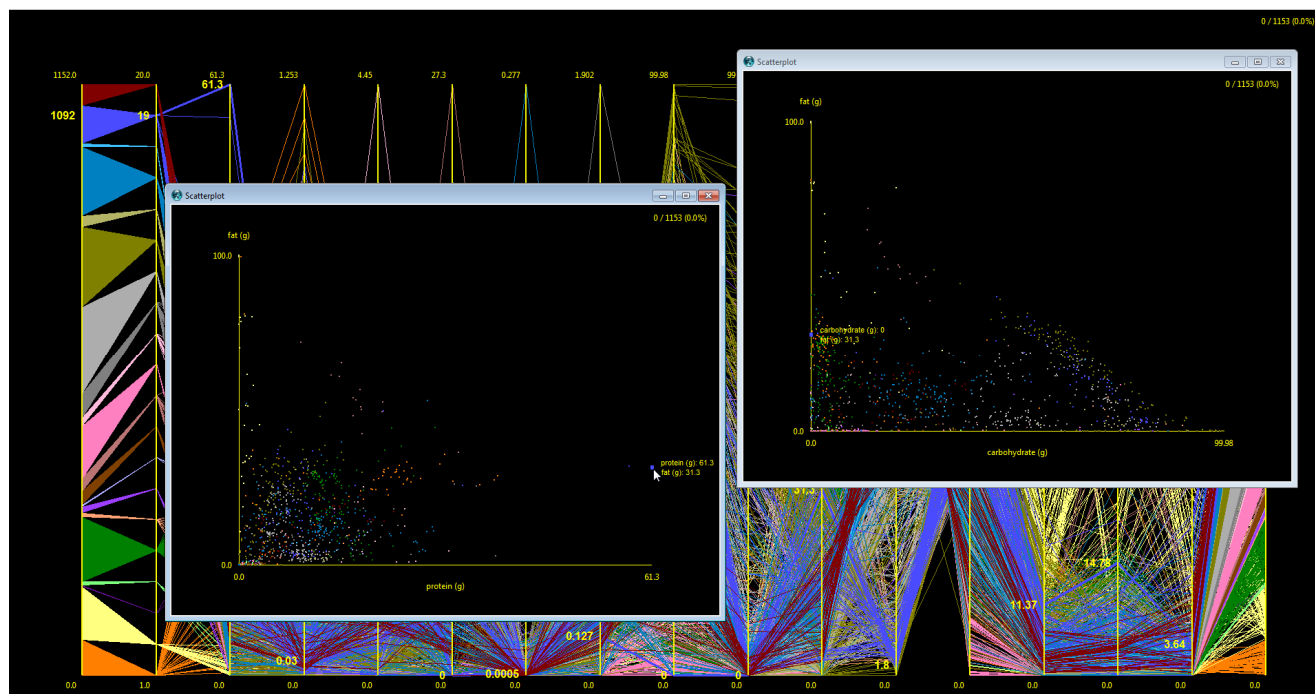 0 / 1153 (0.0%)
1152.0 20.0 61.3 1.253 4.45 27.3 0.277 1.902 99.98
61.3
1092 19
Scatterplot
0 / 1153 (0.0%)
fat (g)
100.0
carbohydrate (g): 0
fat (g): 31.3
0.0
0.0 99.98
carbohydrate (g)
Scatterplot
0 / 1153 (0.0%)
fat (g)
100.0
protein (g): 61.3
fat (g): 31.3
0.0
0.0 61.3
protein (g)
31.3
14.78
11.37
0.127
3.64
0.03
1.8
0 0.0005 0 0
0.0 1.0 0.0 0.0 0.0 0.0 0.0 0.0 0.0 0.0 0.0 0.0 0.0 0.0 0.0 0.0 0.0